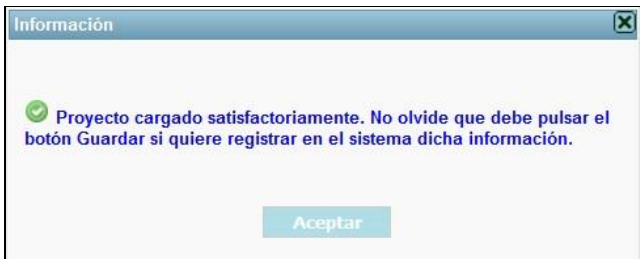 Información
Proyecto cargado satisfactoriamente. No olvide que debe pulsar el
botón Guardar si quiere registrar en el sistema dicha información.
Aceptar